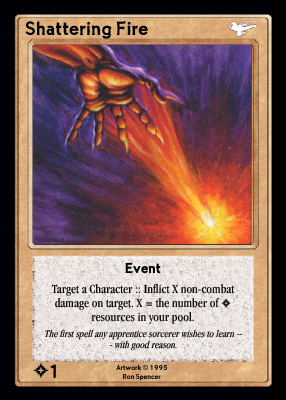 Shattering Fire
Event
Target a Character :: Inflict X non-combat
damage on target. X = the number of
resources in your pool.
The first spell any apprentice sorcerer wishes to learn --
- with good reason.
1
Artwork © 1995
Ron Spencer